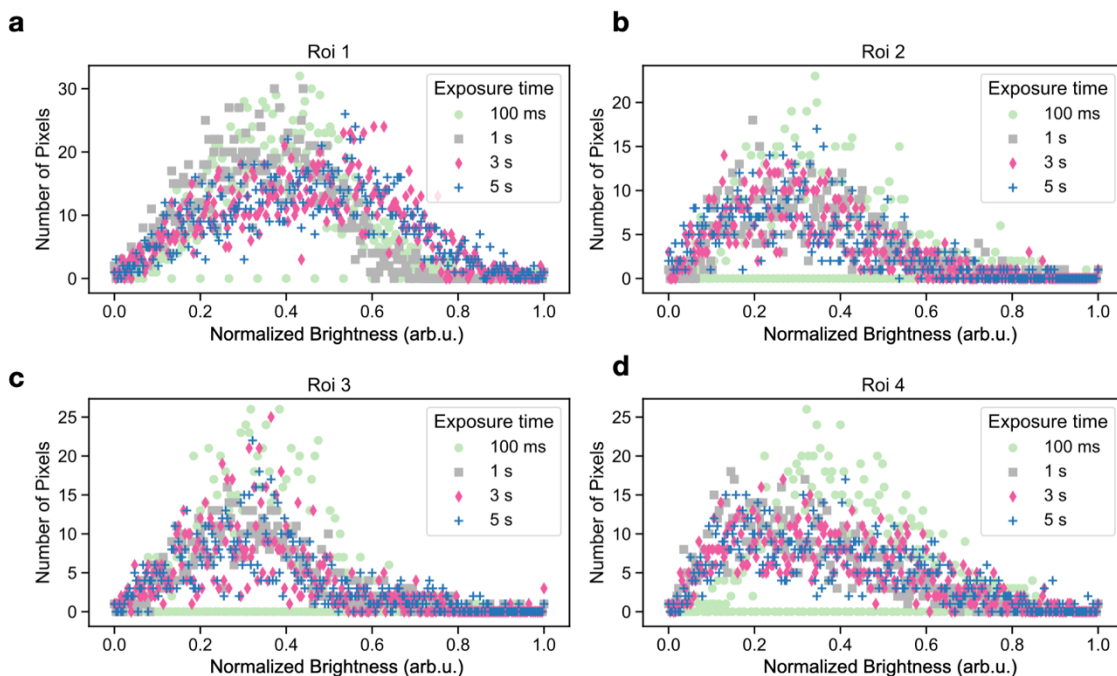 a
Roi 1
Number of Pixels
30
20
10
0
0.0 0.2 0.4 0.6 0.8 1.0
Normalized Brightness (arb.u.)
Exposure time
100 ms
1 s
3 s
5 s
b
Roi 2
Number of Pixels
20
15
10
5
0
0.0 0.2 0.4 0.6 0.8 1.0
Normalized Brightness (arb.u.)
Exposure time
100 ms
1 s
3 s
5 s
c
Roi 3
Number of Pixels
25
20
15
10
5
0
0.0 0.2 0.4 0.6 0.8 1.0
Normalized Brightness (arb.u.)
Exposure time
100 ms
1 s
3 s
5 s
d
Roi 4
Number of Pixels
25
20
15
10
5
0
0.0 0.2 0.4 0.6 0.8 1.0
Normalized Brightness (arb.u.)
Exposure time
100 ms
1 s
3 s
5 s